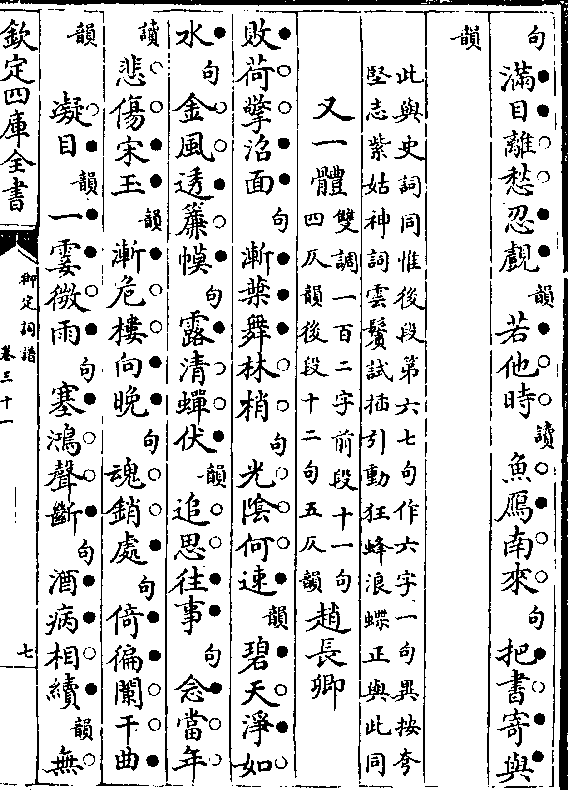 句滿目離愁忍覩韻若他時讀魚鴈南來句把書寄與
韻
此與史詞同惟後段第六七句作六字一句異按夸
堅志紫姑神詞雲鬢試揷引動狂蜂浪蝶正與此同
又一體雙調一百二字前段十一句
四仄韻後段十二句五仄韻趙長卿
敗荷擎沼面句漸葉舞林梢句光陰何速韻碧天淨如
水句金風透簾幙句露清蟬伏韻追思往事句念當年
讀悲傷宋玉韻漸危樓向晚句魂銷處句倚偏闌干曲
韻凝目韻一霎微雨句塞鴻聲斷句酒病相續韻無
欽定四庫全書
御定詞譜
卷三十一
七